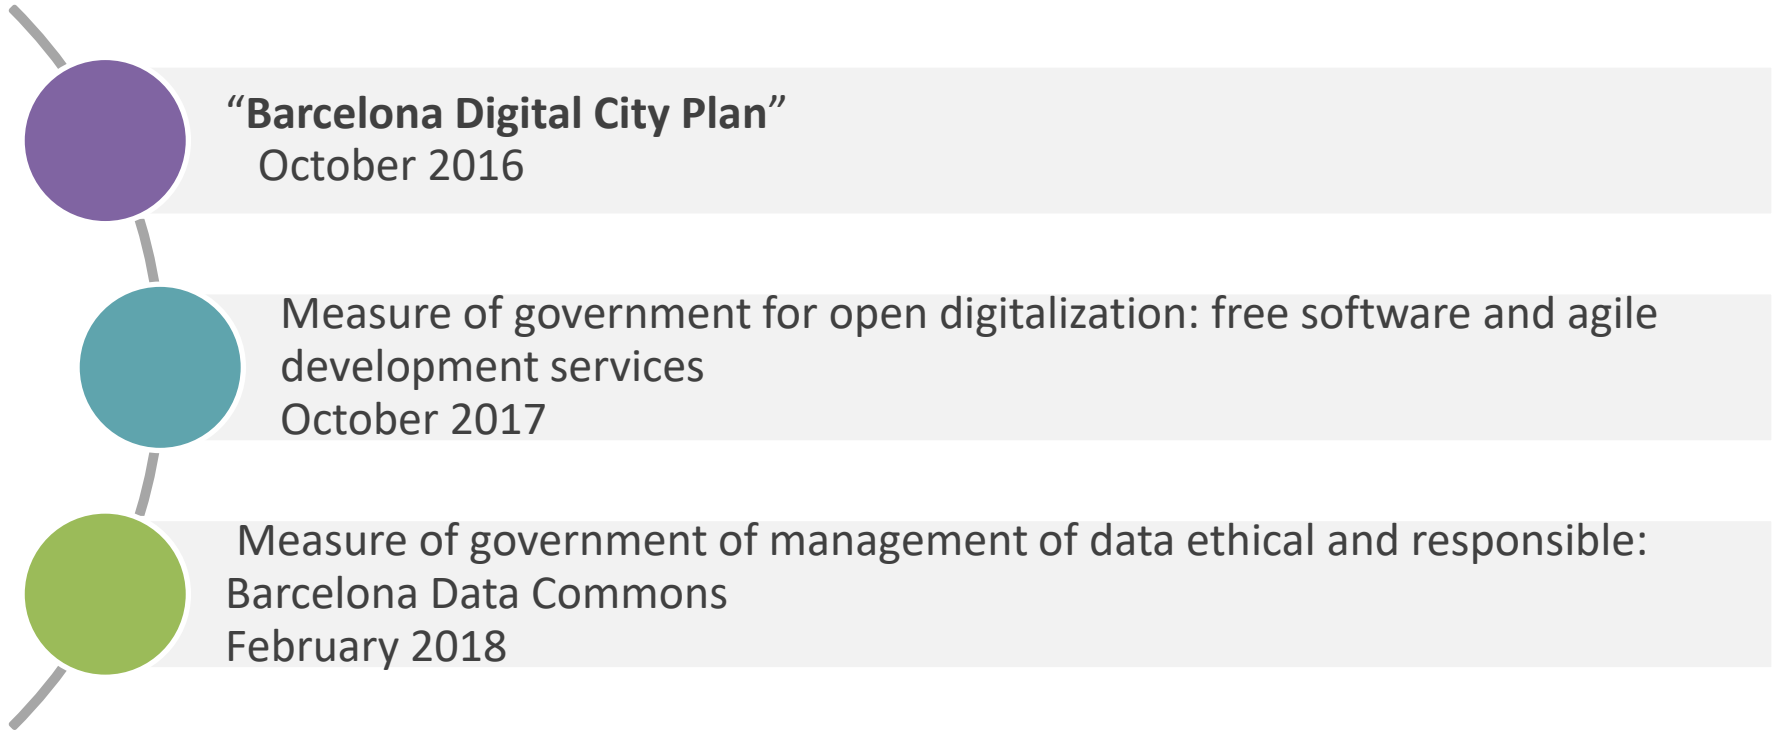 “Barcelona Digital City Plan”
October 2016
Measure of government for open digitalization: free software and agile
development services
October 2017
Measure of government of management of data ethical and responsible:
Barcelona Data Commons
February 2018